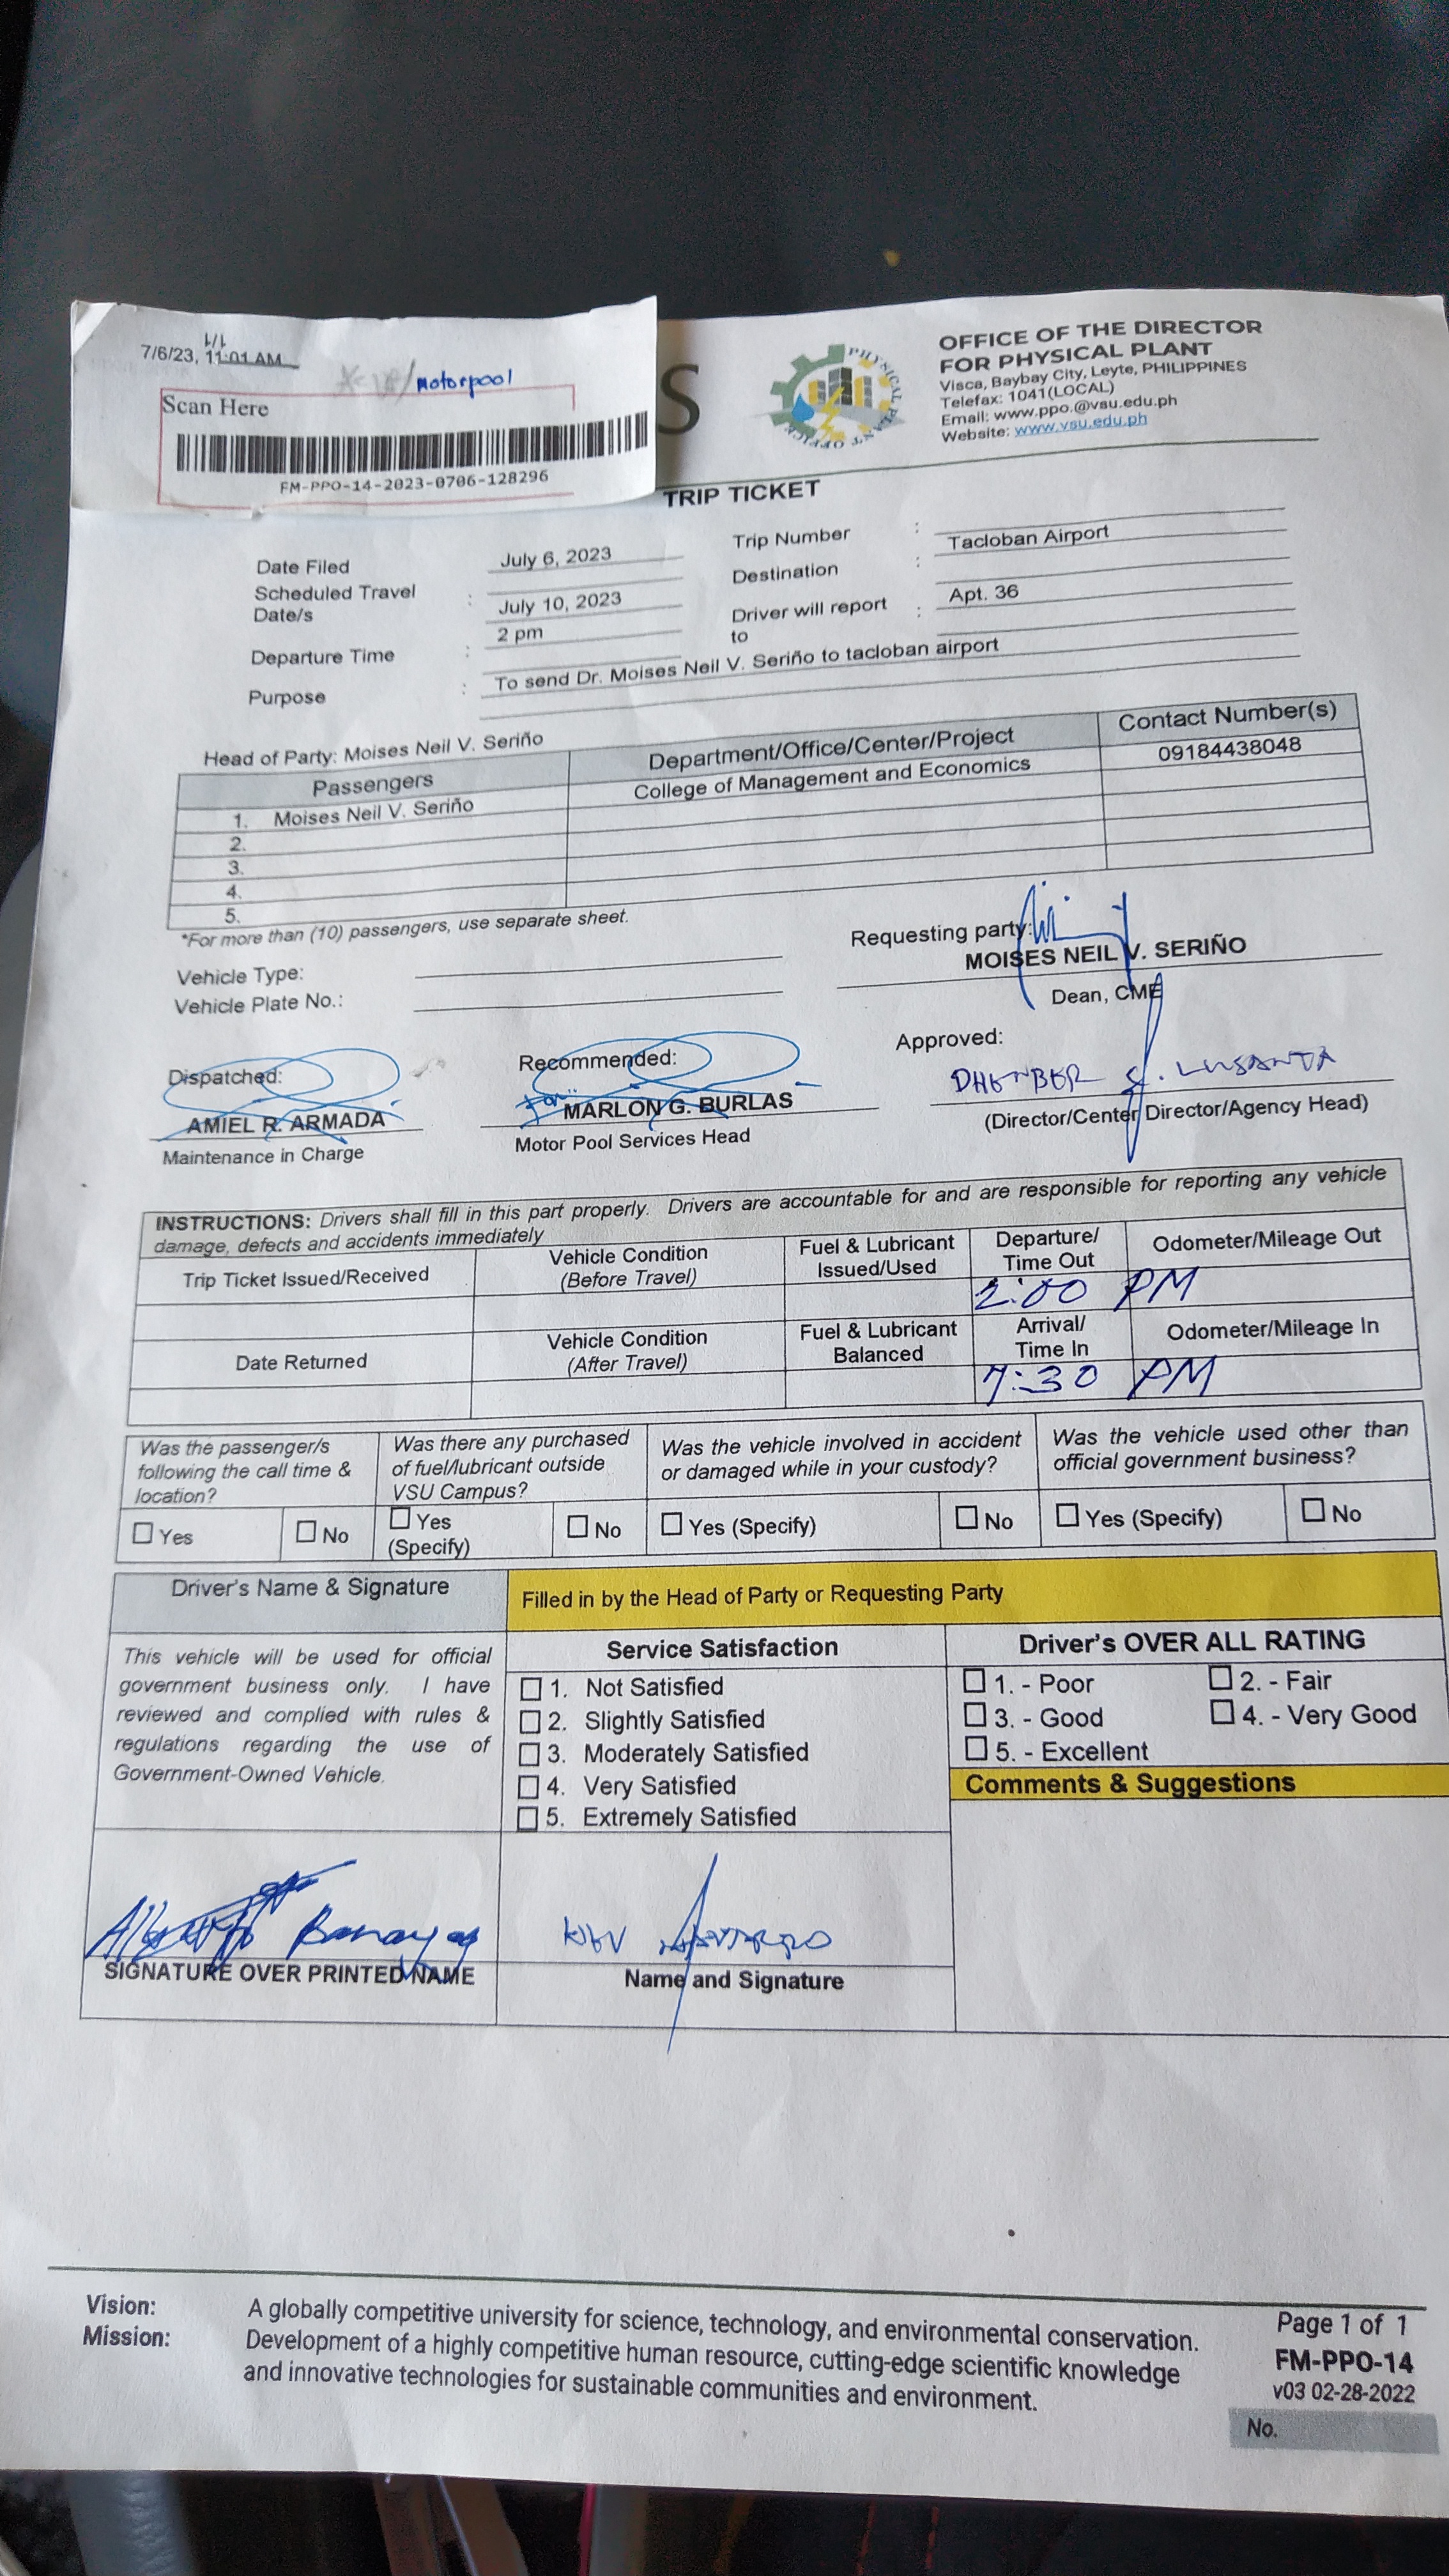 1/1
7/6/23, 11:01 AM
Motorpool
Scan Here
FM-PPO-14-2023-0706-128296
S
PHYSICAL PLANT OFFICE
OFFICE OF THE DIRECTOR
FOR PHYSICAL PLANT
Visca, Baybay City, Leyte, PHILIPPINES
Telefax: 1041(LOCAL)
Email: www.ppo.@vsu.edu.ph
Website: www.vsu.edu.ph
TRIP TICKET
Date Filed July 6, 2023 Trip Number :
Scheduled Travel Date/s : July 10, 2023 Destination : Tacloban Airport
Departure Time : 2 pm Driver will report to : Apt. 36
Purpose : To send Dr. Moises Neil V. Seriño to tacloban airport
Head of Party: Moises Neil V. Seriño
Passengers Department/Office/Center/Project Contact Number(s)
1. Moises Neil V. Seriño College of Management and Economics 09184438048
2.
3.
4.
5.
*For more than (10) passengers, use separate sheet.
Vehicle Type:
Vehicle Plate No.:
Requesting party:
MOISES NEIL V. SERIÑO
Dean, CME
Dispatched: Recommended: Approved:
AMIEL R. ARMADA for MARLON G. BURLAS DHENBER C. LUSANTA
Maintenance in Charge Motor Pool Services Head (Director/Center Director/Agency Head)
INSTRUCTIONS: Drivers shall fill in this part properly. Drivers are accountable for and are responsible for reporting any vehicle
damage, defects and accidents immediately
Trip Ticket Issued/Received Vehicle Condition (Before Travel) Fuel & Lubricant Issued/Used Departure/ Time Out Odometer/Mileage Out
2:00 PM
Date Returned Vehicle Condition (After Travel) Fuel & Lubricant Balanced Arrival/ Time In Odometer/Mileage In
7:30 PM
Was the passenger/s following the call time & location? Was there any purchased of fuel/lubricant outside VSU Campus? Was the vehicle involved in accident or damaged while in your custody? Was the vehicle used other than official government business?
Yes No Yes (Specify) No Yes (Specify) No Yes (Specify) No
Driver's Name & Signature Filled in by the Head of Party or Requesting Party
This vehicle will be used for official
government business only. I have
reviewed and complied with rules &
regulations regarding the use of
Government-Owned Vehicle.
Service Satisfaction
1. Not Satisfied
2. Slightly Satisfied
3. Moderately Satisfied
4. Very Satisfied
5. Extremely Satisfied
Driver's OVER ALL RATING
1. - Poor 2. - Fair
3. - Good 4. - Very Good
5. - Excellent
Comments & Suggestions
SIGNATURE OVER PRINTED NAME Name and Signature
Vision: A globally competitive university for science, technology, and environmental conservation.
Mission: Development of a highly competitive human resource, cutting-edge scientific knowledge
and innovative technologies for sustainable communities and environment.
Page 1 of 1
FM-PPO-14
v03 02-28-2022
No.